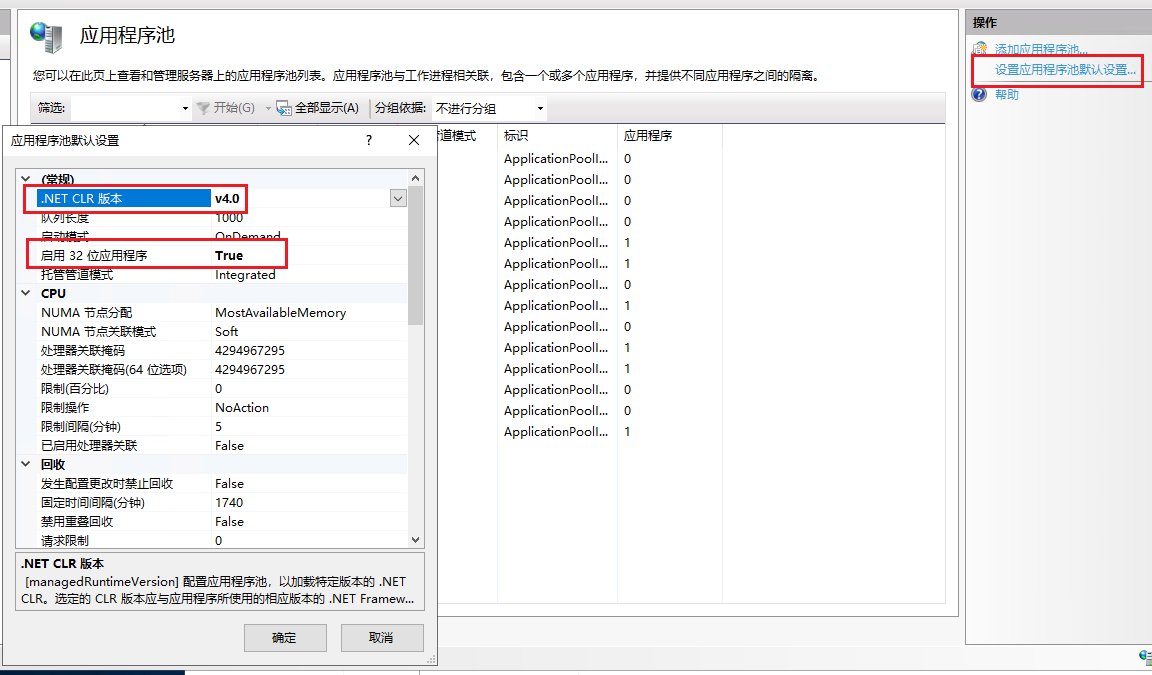 应用程序池
您可以在此页上查看和管理服务器上的应用程序池列表。应用程序池与工作进程相关联，包含一个或多个应用程序，并提供不同应用程序之间的隔离。
筛选: 开始(G) 全部显示(A) 分组依据: 不进行分组
道模式 标识 应用程序
ApplicationPoolI... 0
ApplicationPoolI... 0
ApplicationPoolI... 0
ApplicationPoolI... 0
ApplicationPoolI... 1
ApplicationPoolI... 1
ApplicationPoolI... 0
ApplicationPoolI... 1
ApplicationPoolI... 0
ApplicationPoolI... 1
ApplicationPoolI... 1
ApplicationPoolI... 0
ApplicationPoolI... 0
ApplicationPoolI... 1
应用程序池默认设置 ?
(常规)
.NET CLR 版本 v4.0
队列长度 1000
启动模式 OnDemand
启用 32 位应用程序 True
托管管道模式 Integrated
CPU
NUMA 节点分配 MostAvailableMemory
NUMA 节点关联模式 Soft
处理器关联掩码 4294967295
处理器关联掩码(64 位选项) 4294967295
限制(百分比) 0
限制操作 NoAction
限制间隔(分钟) 5
已启用处理器关联 False
回收
发生配置更改时禁止回收 False
固定时间间隔(分钟) 1740
禁用重叠回收 False
请求限制 0
.NET CLR 版本
[managedRuntimeVersion] 配置应用程序池，以加载特定版本的 .NET
CLR。选定的 CLR 版本应与应用程序所使用的相应版本的 .NET Framew...
确定 取消
操作
添加应用程序池...
设置应用程序池默认设置...
帮助